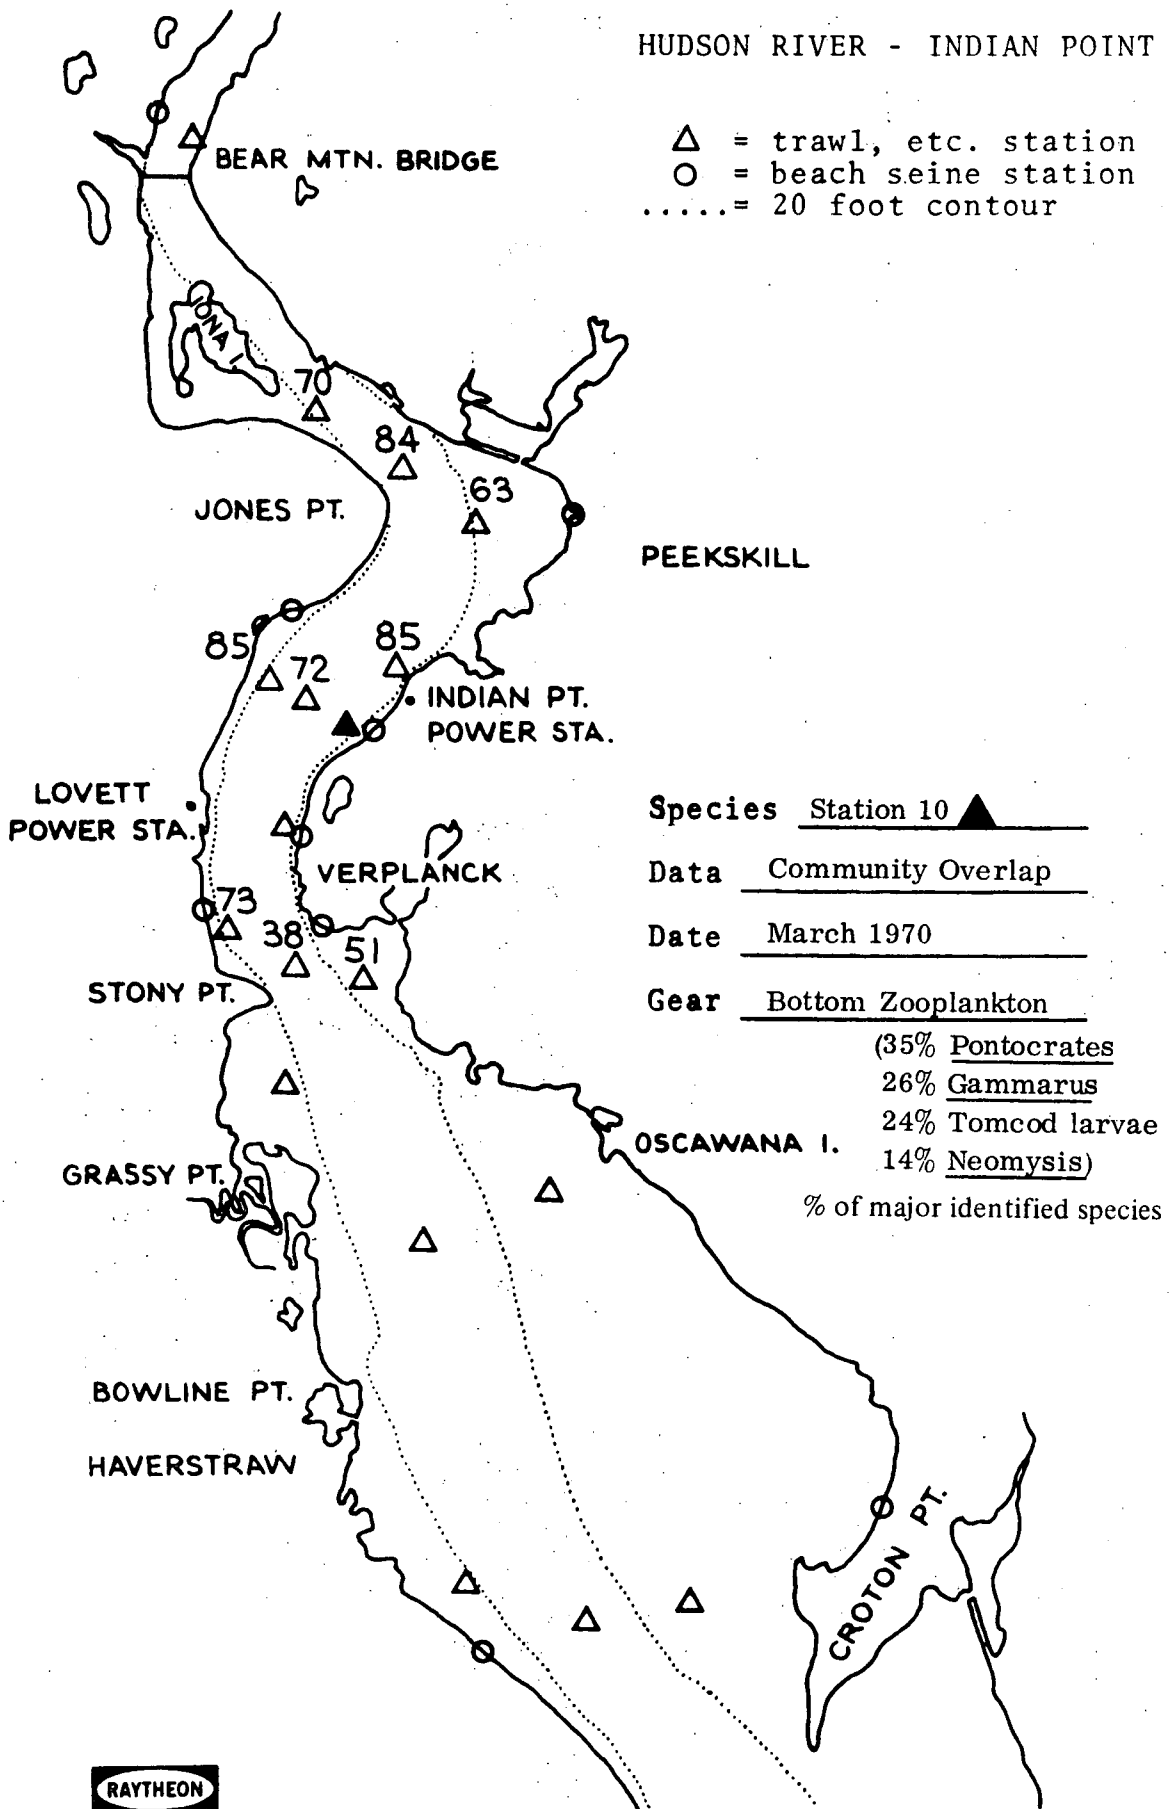 HUDSON RIVER - INDIAN POINT
△ = trawl, etc. station
○ = beach seine station
.....= 20 foot contour
BEAR MTN. BRIDGE
IONA I.
70
84
63
JONES PT.
PEEKSKILL
85
72
85
INDIAN PT.
POWER STA.
LOVETT
POWER STA.
VERPLANCK
73
38
51
STONY PT.
Species Station 10 ▲
Data Community Overlap
Date March 1970
Gear Bottom Zooplankton
(35% Pontocrates
26% Gammarus
24% Tomcod larvae
14% Neomysis)
% of major identified species
OSCAWANA I.
GRASSY PT.
BOWLINE PT.
HAVERSTRAW
CROTON PT.
RAYTHEON